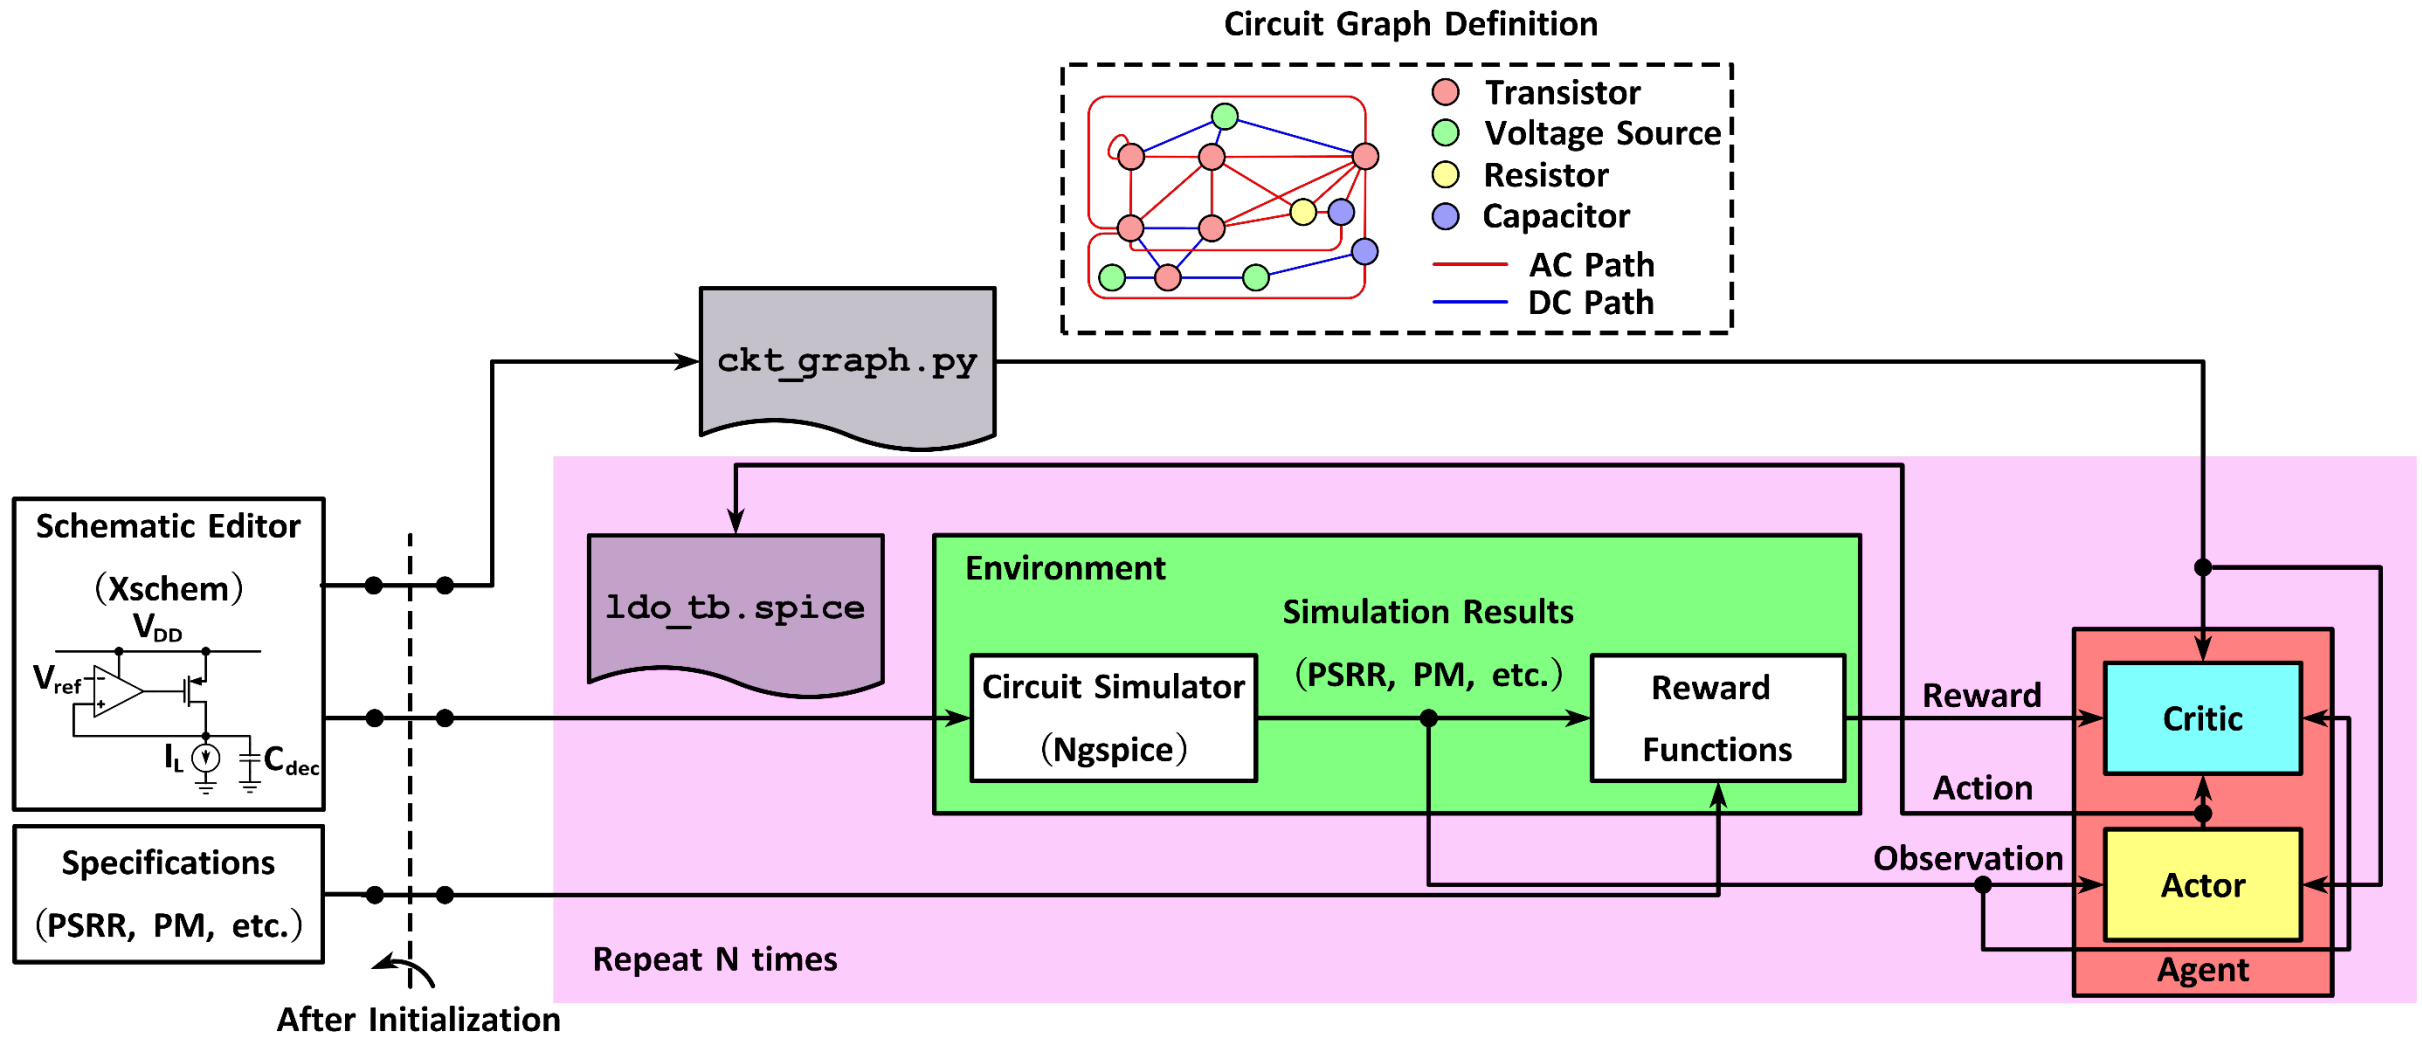 Circuit Graph Definition
Transistor
Voltage Source
Resistor
Capacitor
AC Path
DC Path
ckt_graph.py
Schematic Editor
(Xschem)
VDD
Vref
-
+
IL
Cdec
Specifications
(PSRR, PM, etc.)
After Initialization
ldo_tb.spice
Environment
Simulation Results
(PSRR, PM, etc.)
Circuit Simulator
(Ngspice)
Reward
Functions
Reward
Action
Observation
Critic
Actor
Agent
Repeat N times